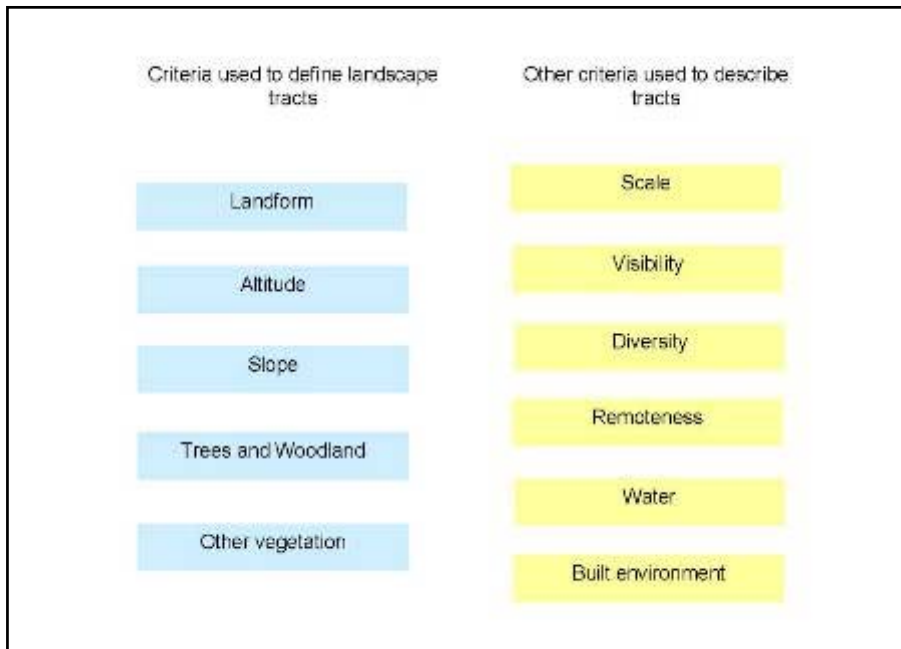 Criteria used to define landscape
tracts
Landform
Altitude
Slope
Trees and Woodland
Other vegetation
Other criteria used to describe
tracts
Scale
Visibility
Diversity
Remoteness
Water
Built environment